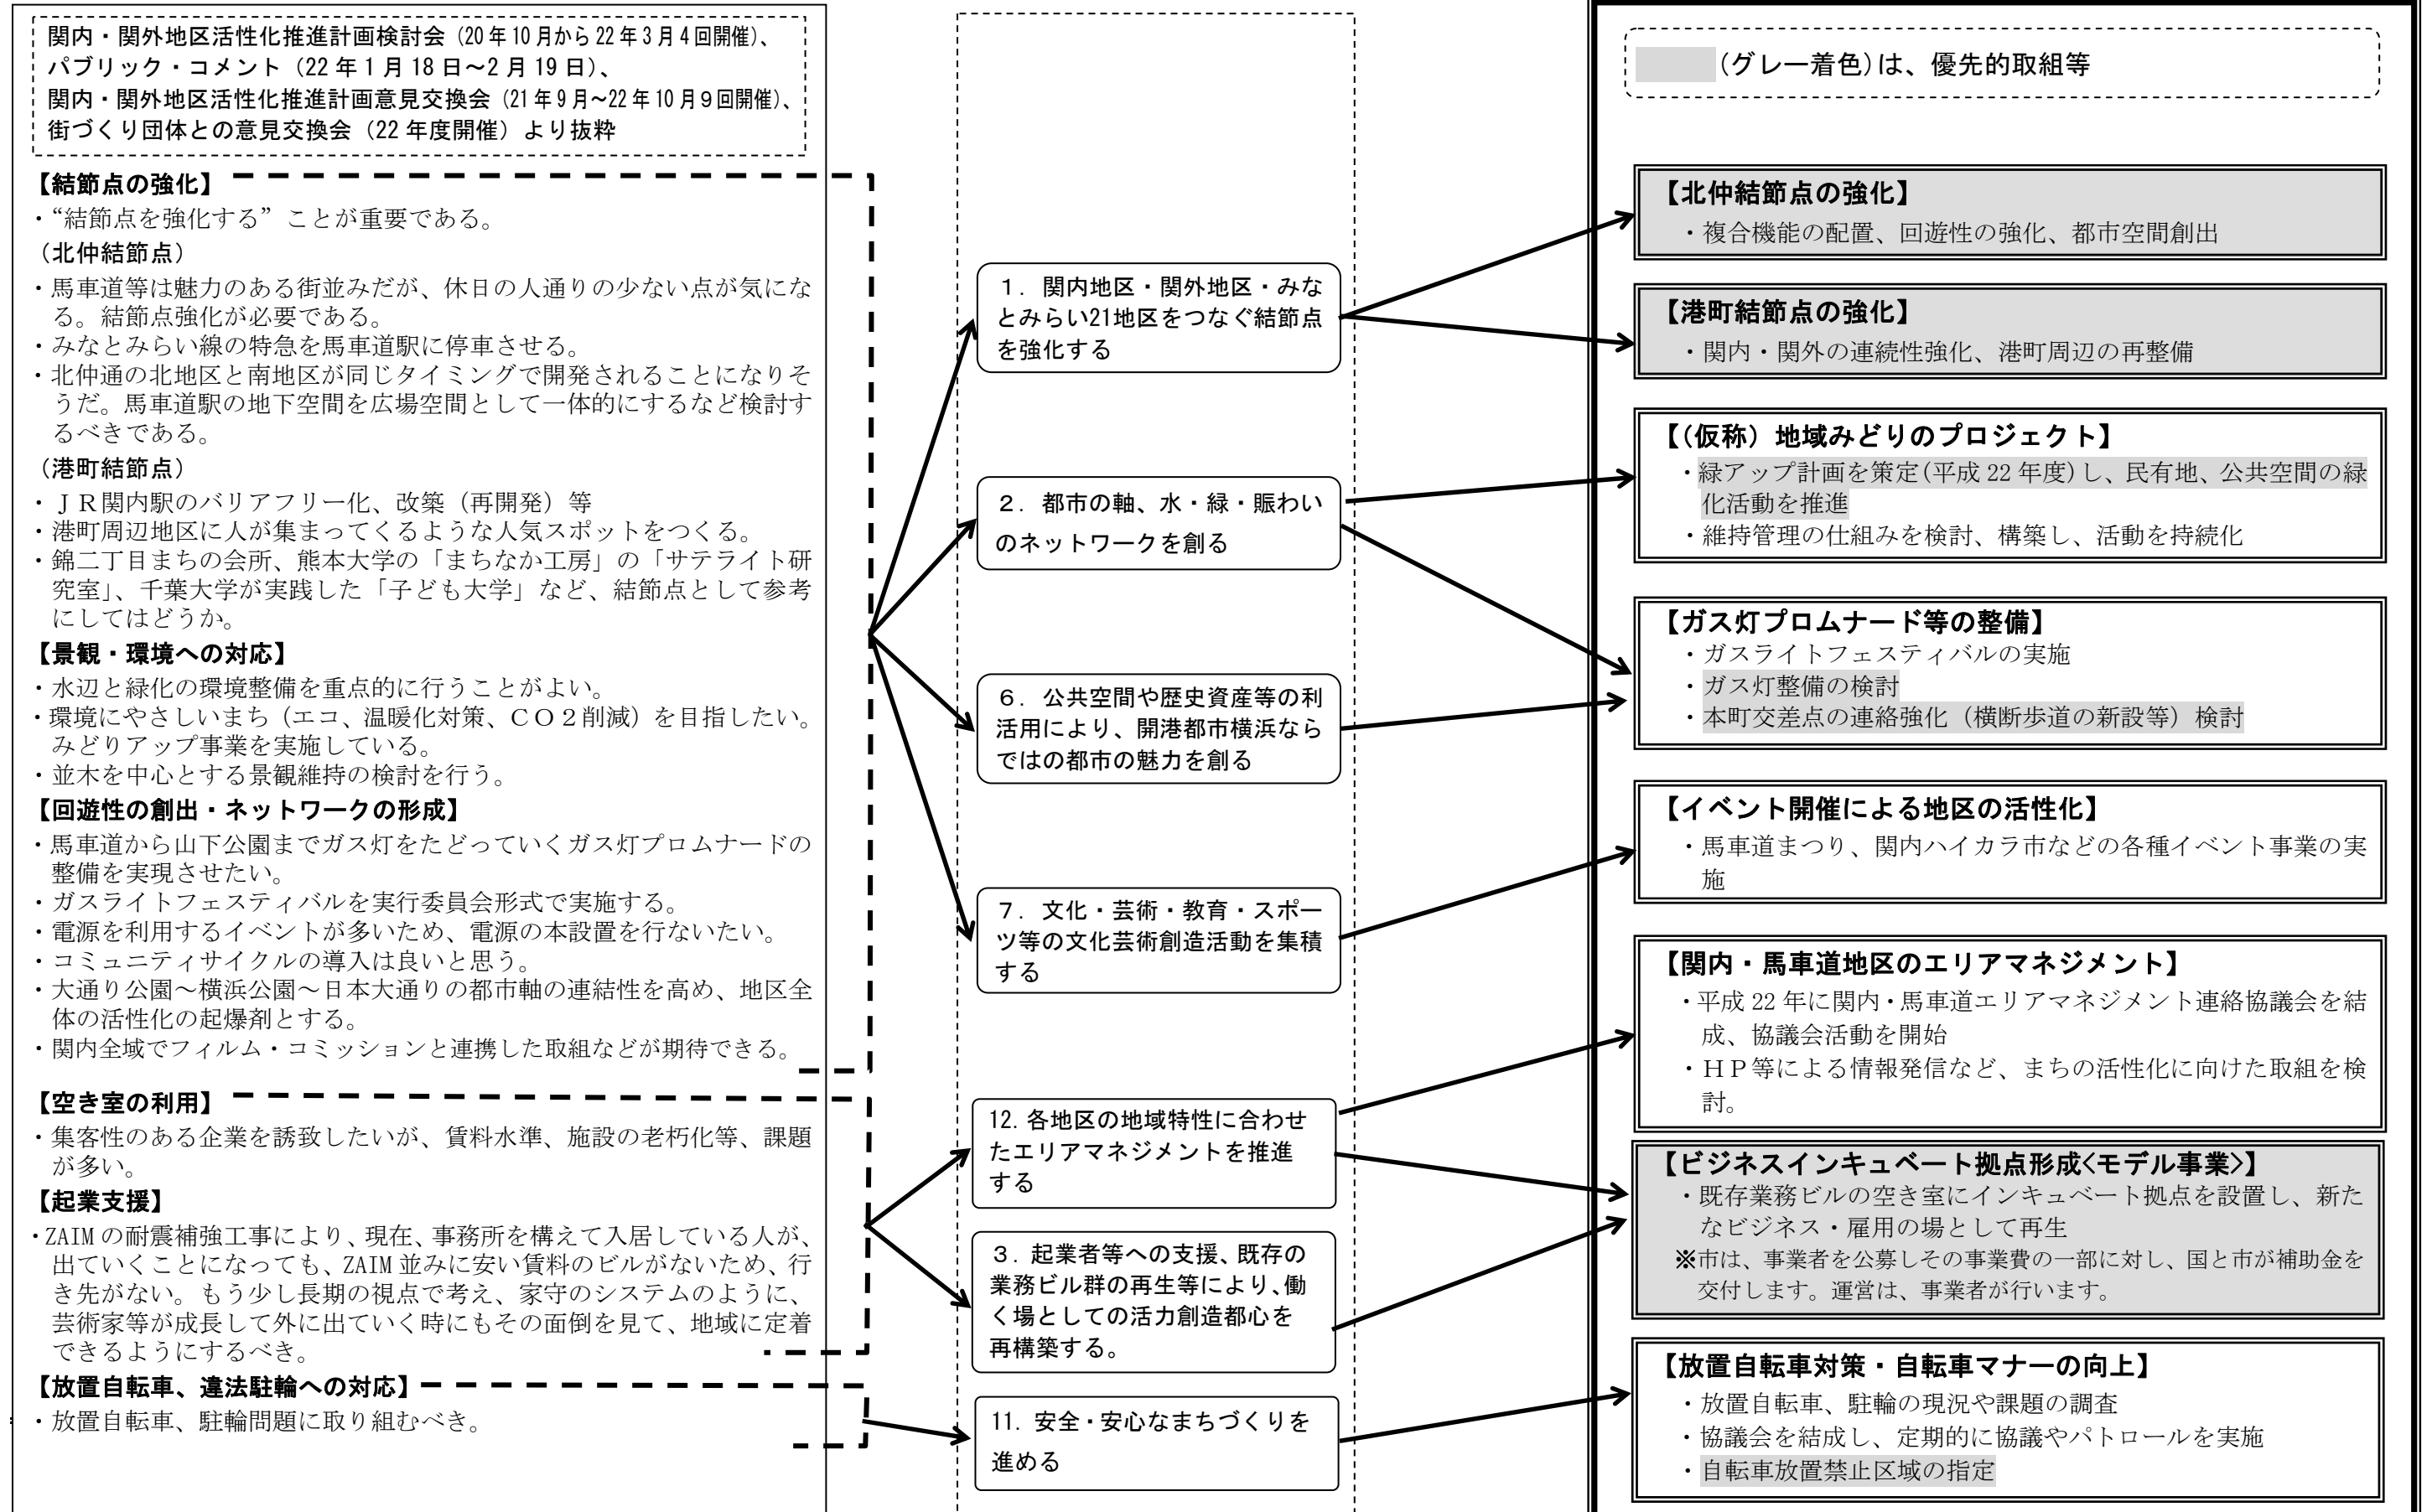 関内・関外地区活性化推進計画検討会（20年10月から22年3月4回開催）、
パブリック・コメント（22年1月18日～2月19日）、
関内・関外地区活性化推進計画意見交換会（21年9月～22年10月９回開催）、
街づくり団体との意見交換会（22年度開催）より抜粋
【結節点の強化】
・“結節点を強化する”ことが重要である。
（北仲結節点）
・馬車道等は魅力のある街並みだが、休日の人通りの少ない点が気にな
る。結節点強化が必要である。
・みなとみらい線の特急を馬車道駅に停車させる。
・北仲通の北地区と南地区が同じタイミングで開発されることになりそ
うだ。馬車道駅の地下空間を広場空間として一体的にするなど検討す
るべきである。
（港町結節点）
・ＪＲ関内駅のバリアフリー化、改築（再開発）等
・港町周辺地区に人が集まってくるような人気スポットをつくる。
・錦二丁目まちの会所、熊本大学の「まちなか工房」の「サテライト研
究室」、千葉大学が実践した「子ども大学」など、結節点として参考
にしてはどうか。
【景観・環境への対応】
・水辺と緑化の環境整備を重点的に行うことがよい。
・環境にやさしいまち（エコ、温暖化対策、ＣＯ２削減）を目指したい。
みどりアップ事業を実施している。
・並木を中心とする景観維持の検討を行う。
【回遊性の創出・ネットワークの形成】
・馬車道から山下公園までガス灯をたどっていくガス灯プロムナードの
整備を実現させたい。
・ガスライトフェスティバルを実行委員会形式で実施する。
・電源を利用するイベントが多いため、電源の本設置を行ないたい。
・コミュニティサイクルの導入は良いと思う。
・大通り公園～横浜公園～日本大通りの都市軸の連結性を高め、地区全
体の活性化の起爆剤とする。
・関内全域でフィルム・コミッションと連携した取組などが期待できる。
【空き室の利用】
・集客性のある企業を誘致したいが、賃料水準、施設の老朽化等、課題
が多い。
【起業支援】
・ZAIMの耐震補強工事により、現在、事務所を構えて入居している人が、
出ていくことになっても、ZAIM並みに安い賃料のビルがないため、行
き先がない。もう少し長期の視点で考え、家守のシステムのように、
芸術家等が成長して外に出ていく時にもその面倒を見て、地域に定着
できるようにするべき。
【放置自転車、違法駐輪への対応】
・放置自転車、駐輪問題に取り組むべき。
１．関内地区・関外地区・みな
とみらい21地区をつなぐ結節点
を強化する
２．都市の軸、水・緑・賑わい
のネットワークを創る
６．公共空間や歴史資産等の利
活用により、開港都市横浜なら
ではの都市の魅力を創る
７．文化・芸術・教育・スポー
ツ等の文化芸術創造活動を集積
する
12．各地区の地域特性に合わせ
たエリアマネジメントを推進
する
３．起業者等への支援、既存の
業務ビル群の再生等により、働
く場としての活力創造都心を
再構築する。
11．安全・安心なまちづくりを
進める
（グレー着色）は、優先的取組等
【北仲結節点の強化】
・複合機能の配置、回遊性の強化、都市空間創出
【港町結節点の強化】
・関内・関外の連続性強化、港町周辺の再整備
【（仮称）地域みどりのプロジェクト】
・緑アップ計画を策定（平成22年度）し、民有地、公共空間の緑
化活動を推進
・維持管理の仕組みを検討、構築し、活動を持続化
【ガス灯プロムナード等の整備】
・ガスライトフェスティバルの実施
・ガス灯整備の検討
・本町交差点の連絡強化（横断歩道の新設等）検討
【イベント開催による地区の活性化】
・馬車道まつり、関内ハイカラ市などの各種イベント事業の実
施
【関内・馬車道地区のエリアマネジメント】
・平成22年に関内・馬車道エリアマネジメント連絡協議会を結
成、協議会活動を開始
・ＨＰ等による情報発信など、まちの活性化に向けた取組を検
討。
【ビジネスインキュベート拠点形成<モデル事業>】
・既存業務ビルの空き室にインキュベート拠点を設置し、新た
なビジネス・雇用の場として再生
※市は、事業者を公募しその事業費の一部に対し、国と市が補助金を
交付します。運営は、事業者が行います。
【放置自転車対策・自転車マナーの向上】
・放置自転車、駐輪の現況や課題の調査
・協議会を結成し、定期的に協議やパトロールを実施
・自転車放置禁止区域の指定